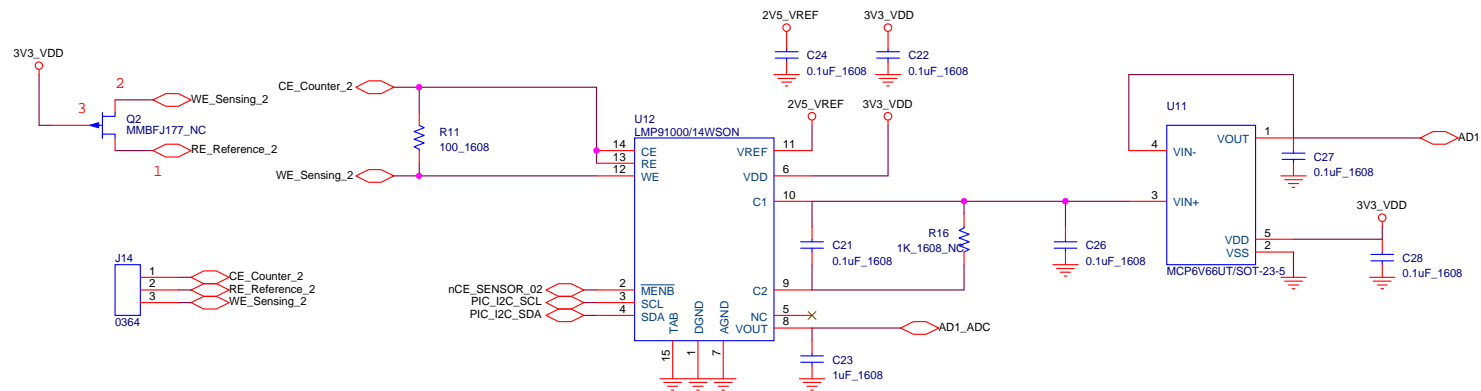 2V5_VREF
3V3_VDD
C24
0.1uF_1608
C22
0.1uF_1608
3V3_VDD
2
WE_Sensing_2
3
Q2
MMBFJ177_NC
RE_Reference_2
1
CE_Counter_2
R11
100_1608
WE_Sensing_2
2V5_VREF
3V3_VDD
U12
LMP91000/14WSON
14
CE
13
RE
12
WE
VREF
11
VDD
6
C1
10
C2
9
NC
5
VOUT
8
2
MENB
3
SCL
4
SDA
TAB
DGND
AGND
15
1
7
nCE_SENSOR_02
PIC_I2C_SCL
PIC_I2C_SDA
C21
0.1uF_1608
R16
1K_1608_NC
C26
0.1uF_1608
AD1_ADC
C23
1uF_1608
U11
VOUT
1
4
VIN-
3
VIN+
VDD
5
VSS
2
MCP6V66UT/SOT-23-5
AD1
C27
0.1uF_1608
3V3_VDD
C28
0.1uF_1608
J14
1
CE_Counter_2
2
RE_Reference_2
3
WE_Sensing_2
0364